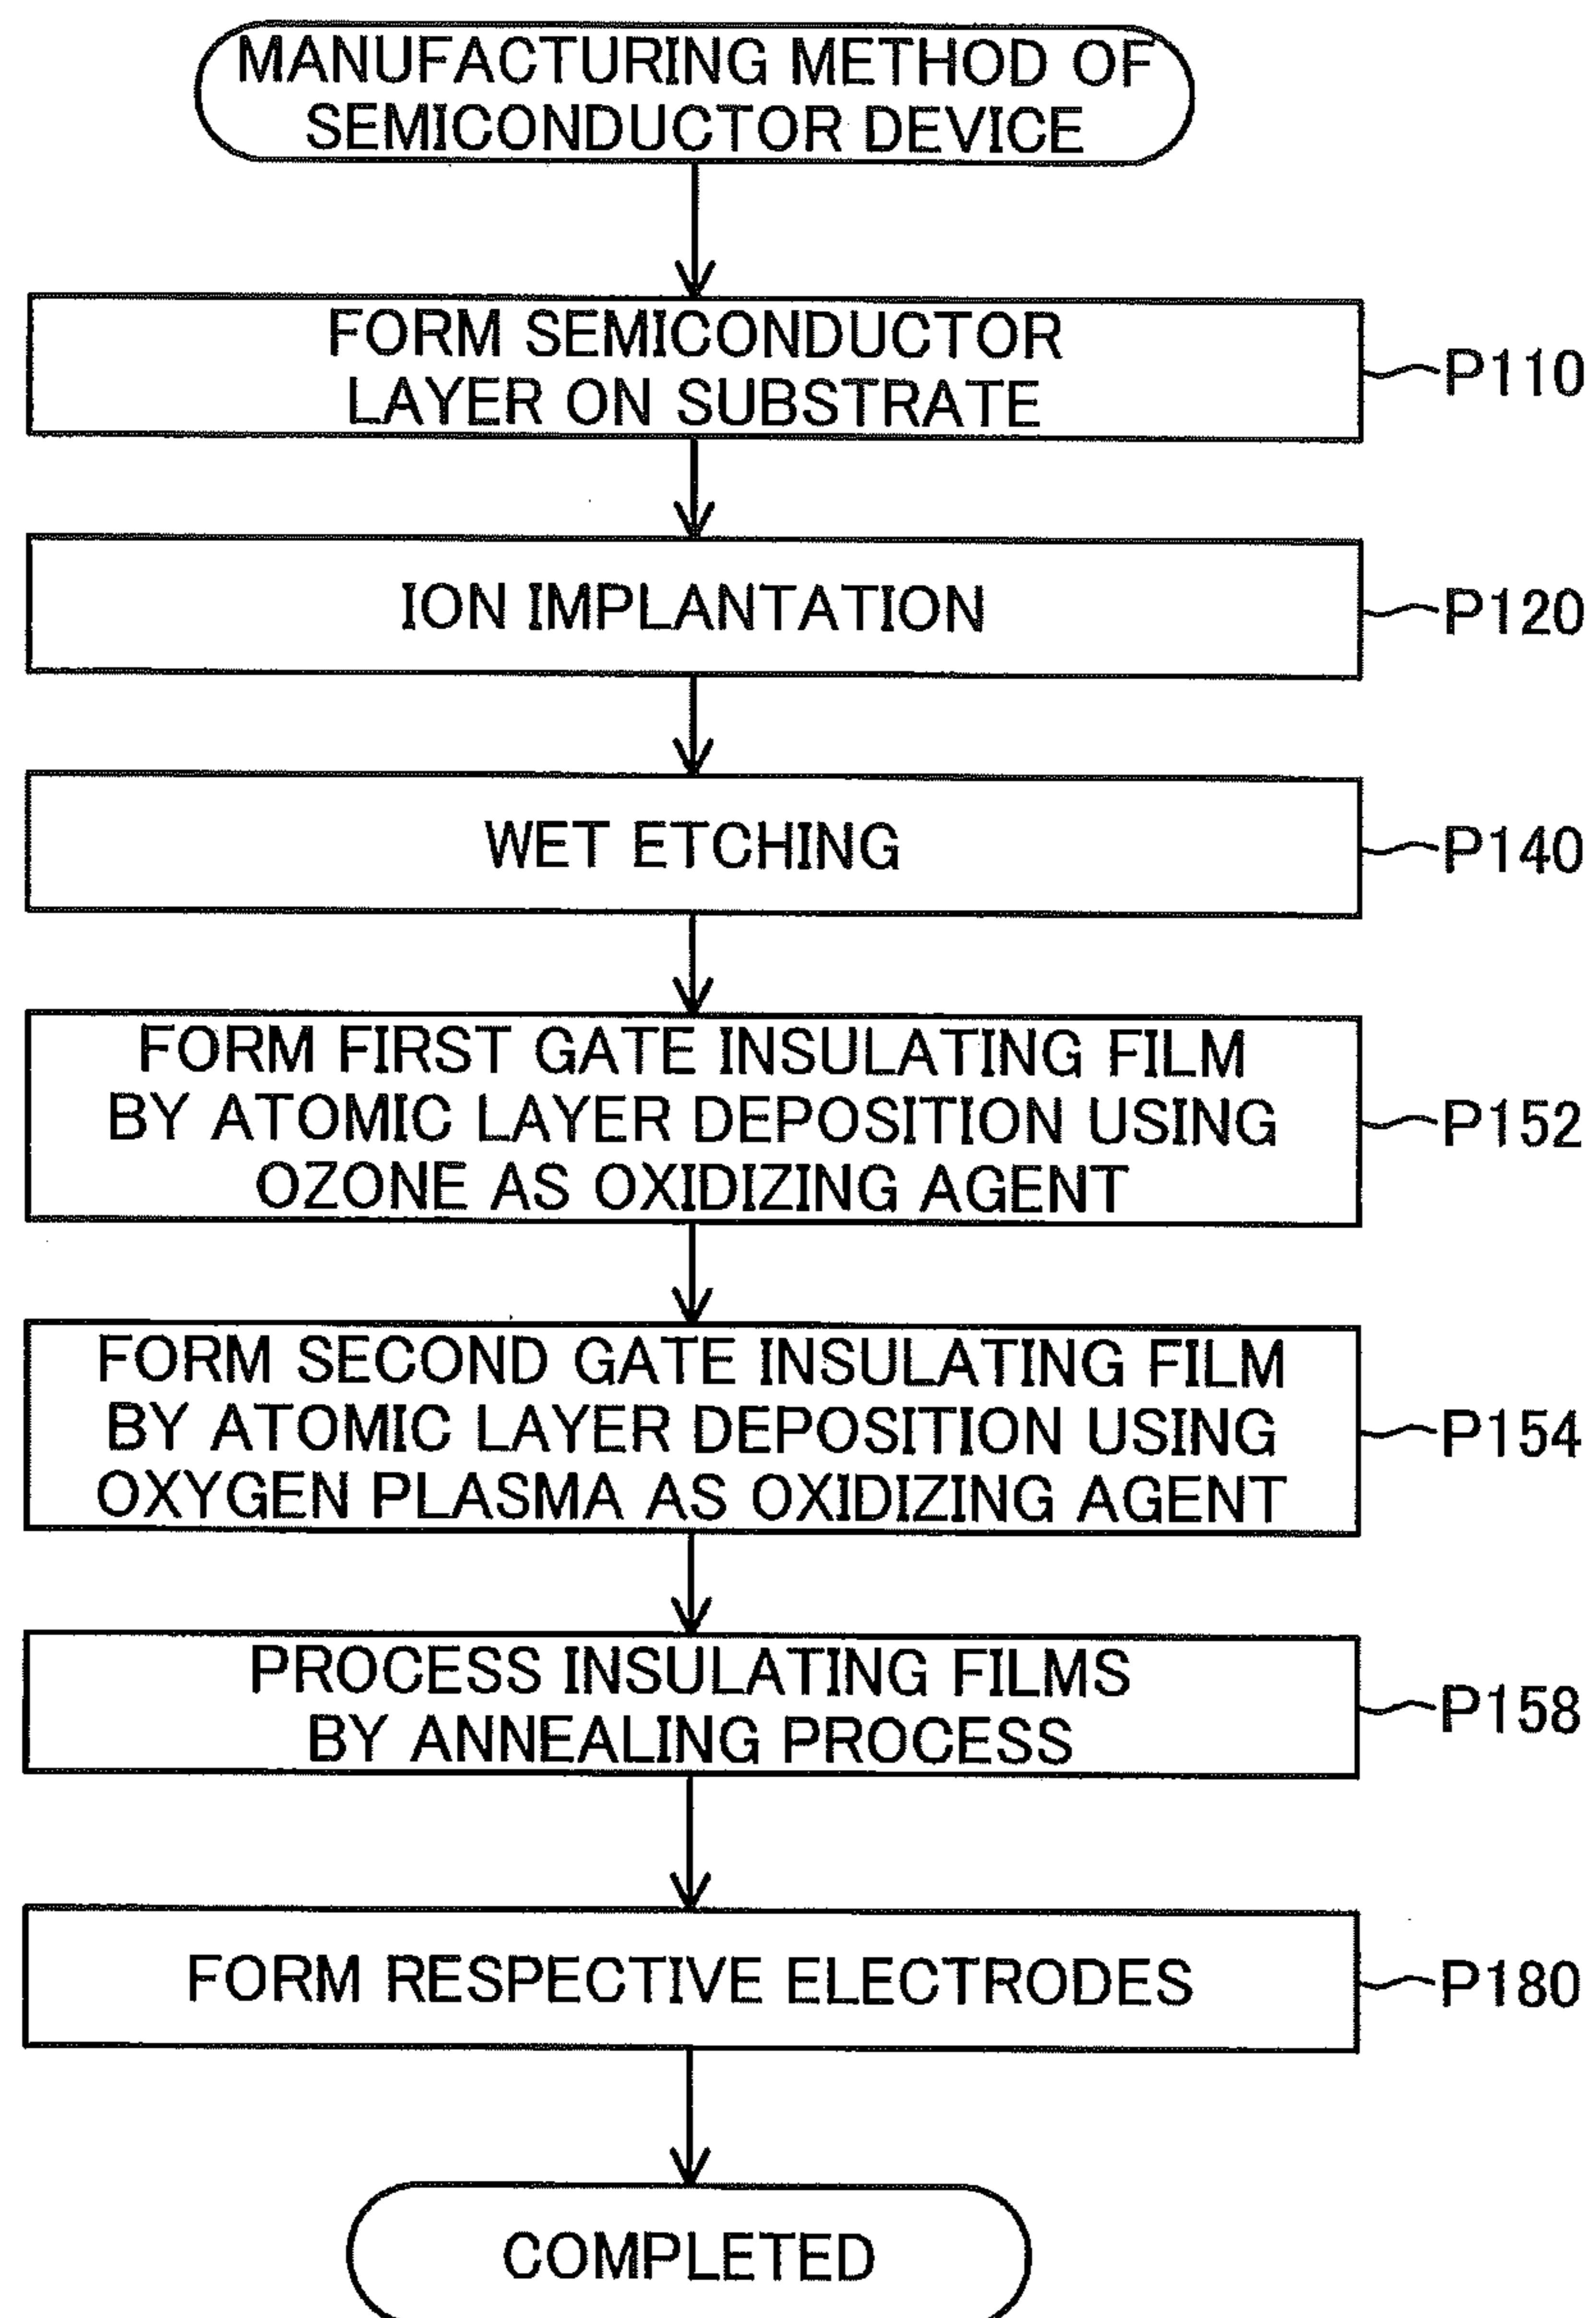 MANUFACTURING METHOD OF
SEMICONDUCTOR DEVICE
FORM SEMICONDUCTOR
LAYER ON SUBSTRATE
P110
ION IMPLANTATION
P120
WET ETCHING
P140
FORM FIRST GATE INSULATING FILM
BY ATOMIC LAYER DEPOSITION USING
OZONE AS OXIDIZING AGENT
P152
FORM SECOND GATE INSULATING FILM
BY ATOMIC LAYER DEPOSITION USING
OXYGEN PLASMA AS OXIDIZING AGENT
P154
PROCESS INSULATING FILMS
BY ANNEALING PROCESS
P158
FORM RESPECTIVE ELECTRODES
P180
COMPLETED